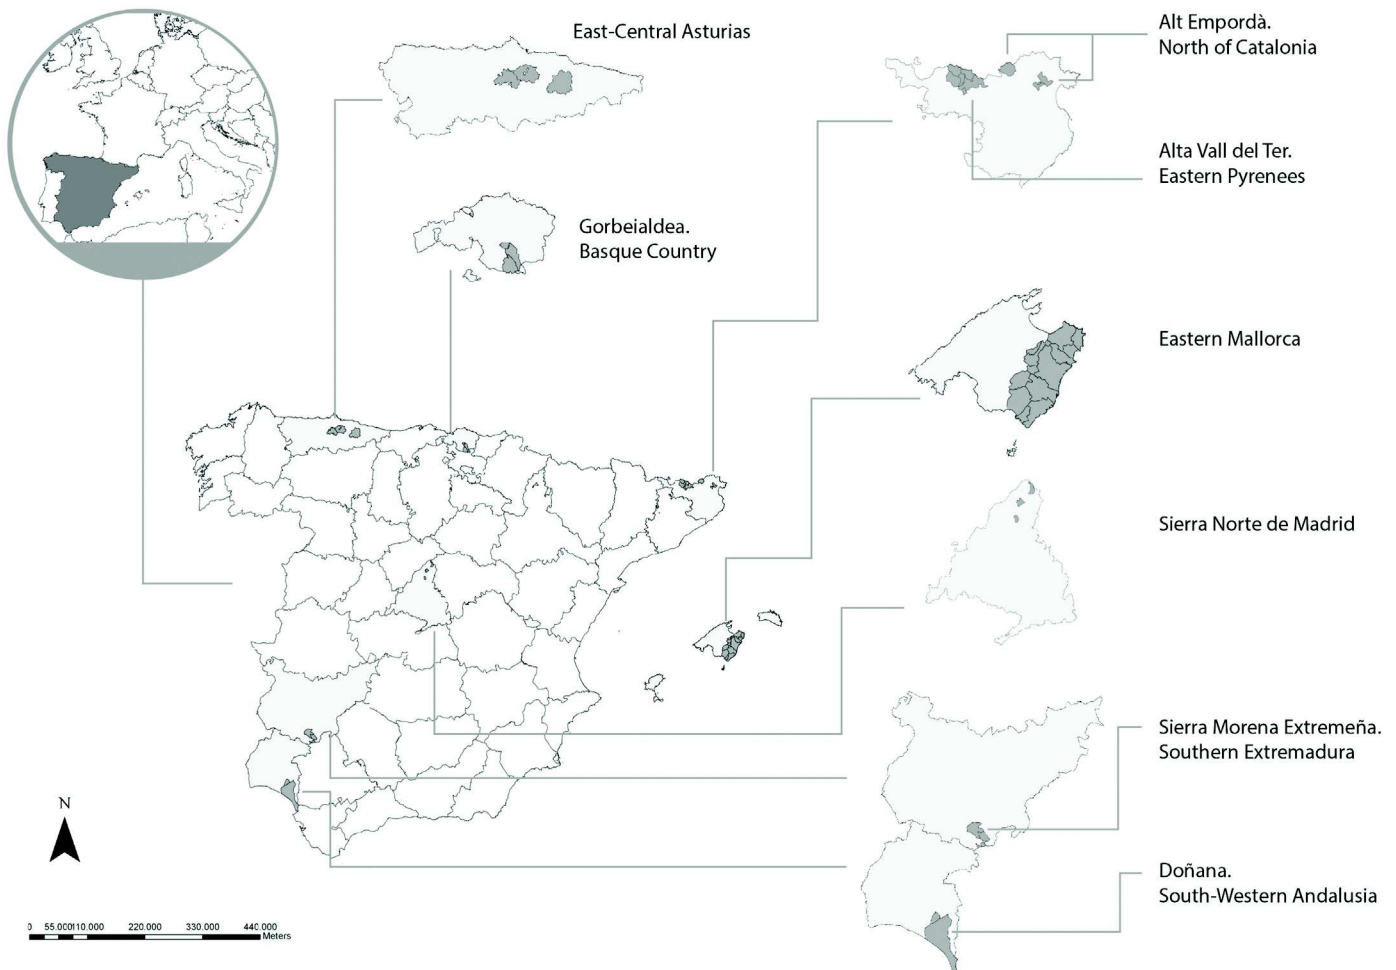 East-Central Asturias
Alt Empordà.
North of Catalonia
Alta Vall del Ter.
Eastern Pyrenees
Gorbeialdea.
Basque Country
Eastern Mallorca
Sierra Norte de Madrid
Sierra Morena Extremeña.
Southern Extremadura
Doñana.
South-Western Andalusia
N
0 55.000 110.000 220.000 330.000 440.000
Meters